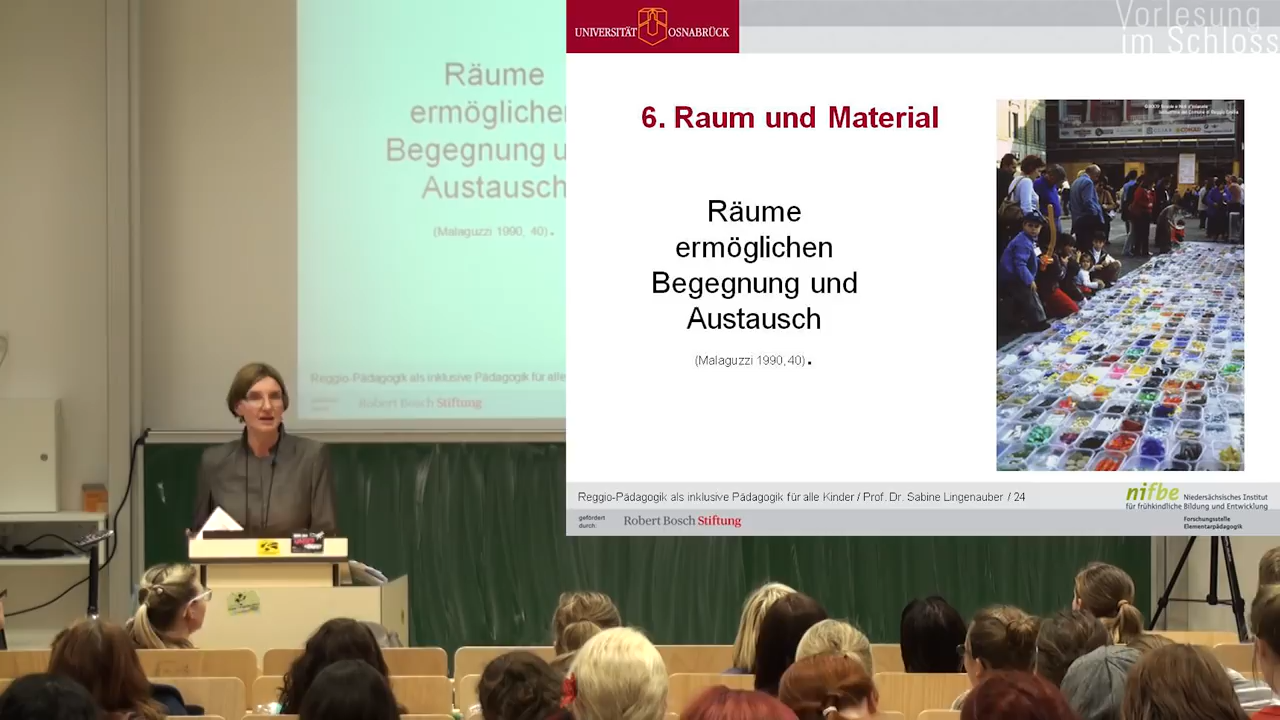 Räume
ermöglichen
Begegnung u
Austausch
(Malaguzzi 1990, 40).
Reggio-Pädagogik als inklusive Pädagogik für alle
Robert Bosch Stiftung
UNIVERSITÄT OSNABRÜCK
Vorlesung
im Schloss
6. Raum und Material
Räume
ermöglichen
Begegnung und
Austausch
(Malaguzzi 1990, 40).
Reggio-Pädagogik als inklusive Pädagogik für alle Kinder / Prof. Dr. Sabine Lingenauber / 24
gefördert
durch:
Robert Bosch Stiftung
nifbe Niedersächsisches Institut
für frühkindliche Bildung und Entwicklung
Forschungsstelle
Elementarpädagogik